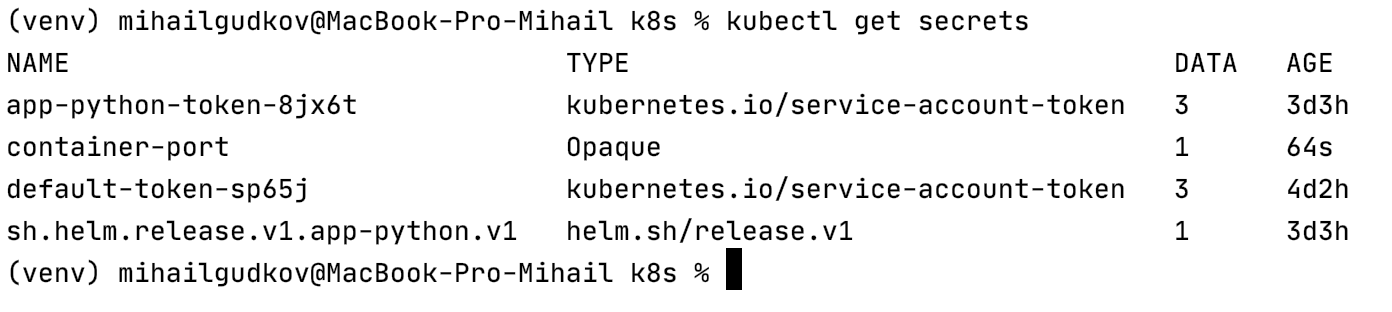 (venv) mihailgudkov@MacBook-Pro-Mihail k8s % kubectl get secrets
NAME TYPE DATA AGE
app-python-token-8jx6t kubernetes.io/service-account-token 3 3d3h
container-port Opaque 1 64s
default-token-sp65j kubernetes.io/service-account-token 3 4d2h
sh.helm.release.v1.app-python.v1 helm.sh/release.v1 1 3d3h
(venv) mihailgudkov@MacBook-Pro-Mihail k8s %